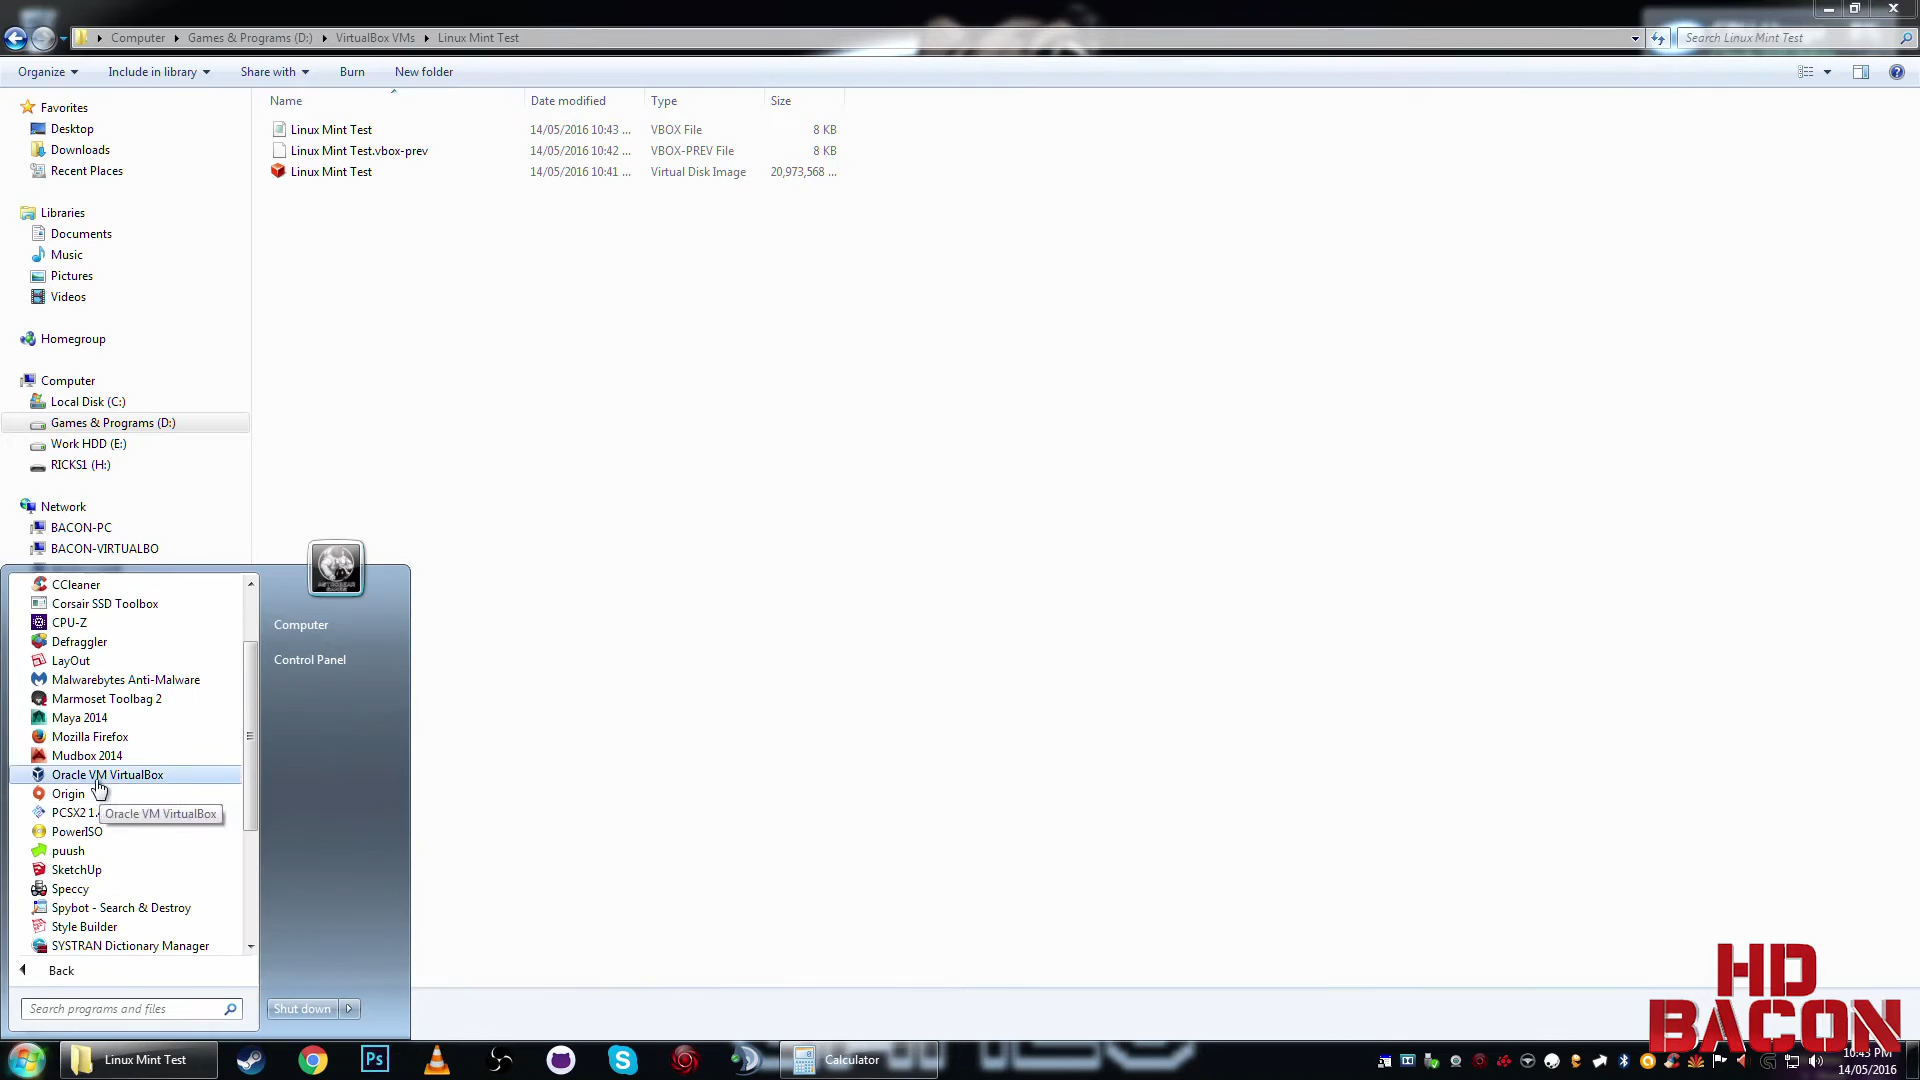 Computer Games & Programs (D:) VirtualBox VMs Linux Mint Test
Search Linux Mint Test
Organize Include in library Share with Burn New folder
Name Date modified Type Size
Linux Mint Test 14/05/2016 10:43 ... VBOX File 8 KB
Linux Mint Test.vbox-prev 14/05/2016 10:42 ... VBOX-PREV File 8 KB
Linux Mint Test 14/05/2016 10:41 ... Virtual Disk Image 20,973,568 ...
Favorites
Desktop
Downloads
Recent Places
Libraries
Documents
Music
Pictures
Videos
Homegroup
Computer
Local Disk (C:)
Games & Programs (D:)
Work HDD (E:)
RICKS1 (H:)
Network
BACON-PC
BACON-VIRTUALBO
CCleaner
Corsair SSD Toolbox
CPU-Z
Defraggler
LayOut
Malwarebytes Anti-Malware
Marmoset Toolbag 2
Maya 2014
Mozilla Firefox
Mudbox 2014
Oracle VM VirtualBox
Origin
PCSX2 1.
Oracle VM VirtualBox
PowerISO
puush
SketchUp
Speccy
Spybot - Search & Destroy
Style Builder
SYSTRAN Dictionary Manager
Back
Search programs and files
Computer
Control Panel
Shut down
HD
BACON
Linux Mint Test
Ps
Calculator
10:43 PM
14/05/2016